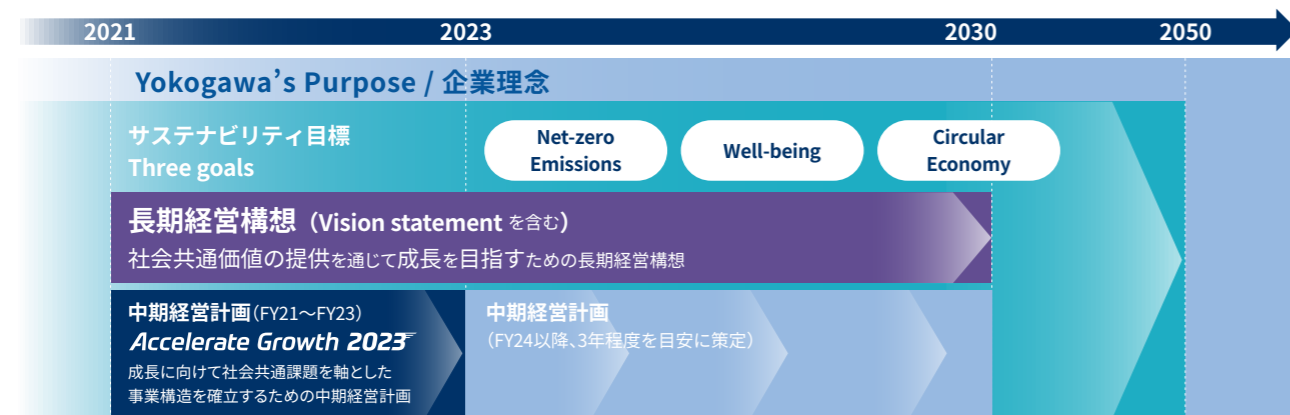 2021 2023 2030 2050
Yokogawa’s Purpose / 企業理念
サステナビリティ目標
Three goals
Net-zero
Emissions
Well-being
Circular
Economy
長期経営構想（Vision statement を含む）
社会共通価値の提供を通じて成長を目指すための長期経営構想
中期経営計画（FY21～FY23）
Accelerate Growth 2023
成長に向けて社会共通課題を軸とした
事業構造を確立するための中期経営計画
中期経営計画
（FY24以降、3年程度を目安に策定）